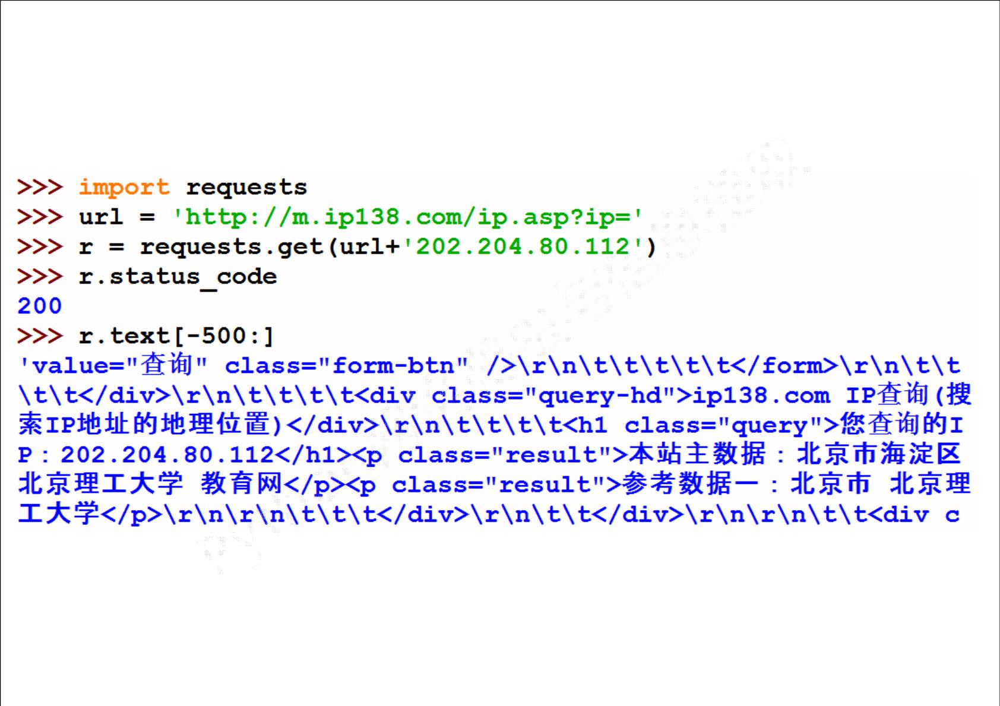 >>> import requests
>>> url = 'http://m.ip138.com/ip.asp?ip='
>>> r = requests.get(url+'202.204.80.112')
>>> r.status_code
200
>>> r.text[-500:]
'value="查询" class="form-btn" />\r\n\t\t\t\t\t</form>\r\n\t\t
\t\t</div>\r\n\t\t\t\t<div class="query-hd">ip138.com IP查询(搜
索IP地址的地理位置)</div>\r\n\t\t\t\t<h1 class="query">您查询的I
P：202.204.80.112</h1><p class="result">本站主数据：北京市海淀区
北京理工大学 教育网</p><p class="result">参考数据一：北京市 北京理
工大学</p>\r\n\r\n\t\t\t</div>\r\n\t\t</div>\r\n\r\n\t\t<div c